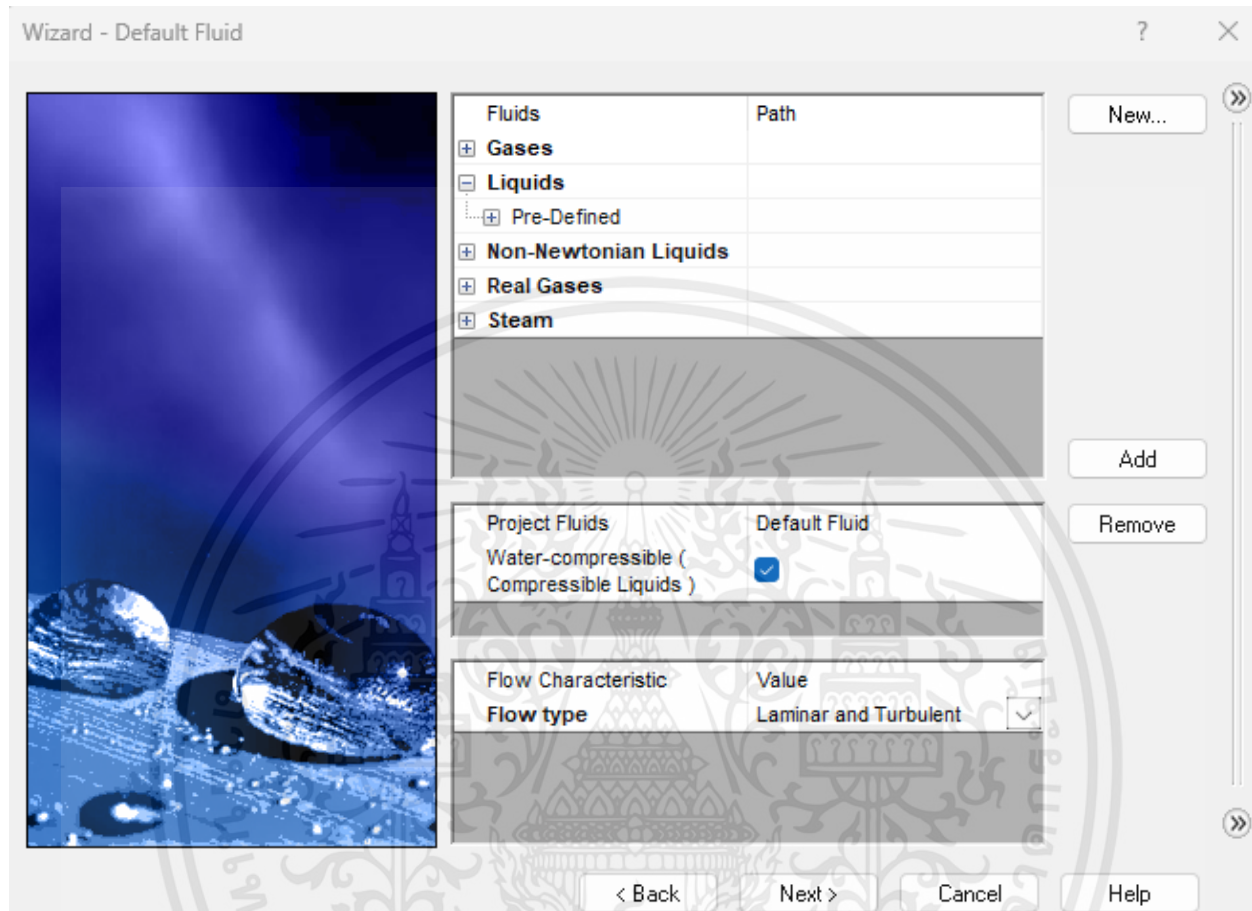 Wizard - Default Fluid
?
Fluids Path
New...
Gases
Liquids
Pre-Defined
Non-Newtonian Liquids
Real Gases
Steam
Add
Project Fluids Default Fluid
Remove
Water-compressible (
Compressible Liquids )
Flow Characteristic Value
Flow type Laminar and Turbulent
< Back Next > Cancel Help